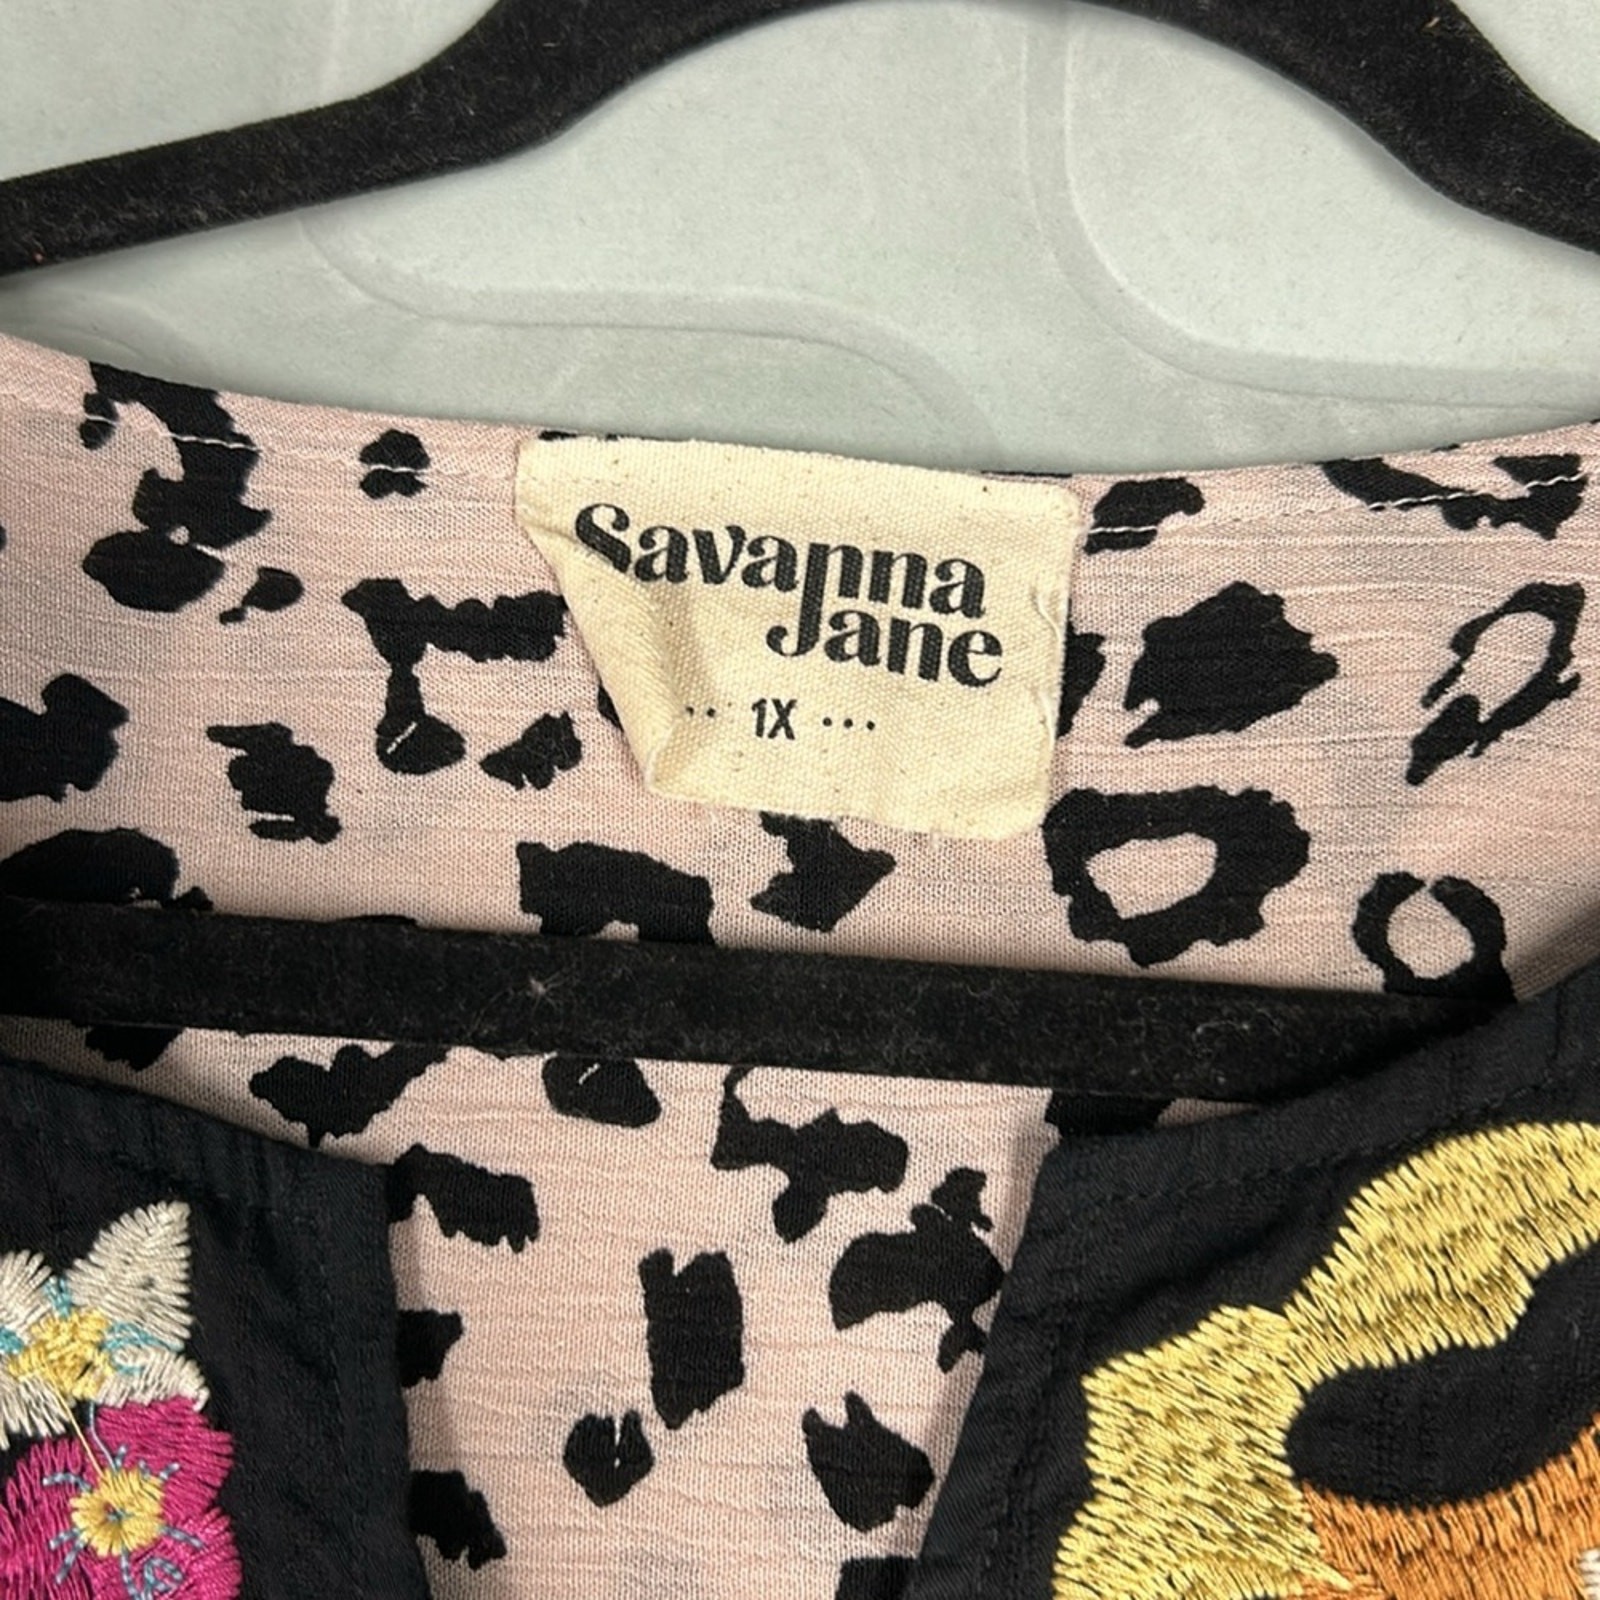 Savanna
Jane
·· 1X ···